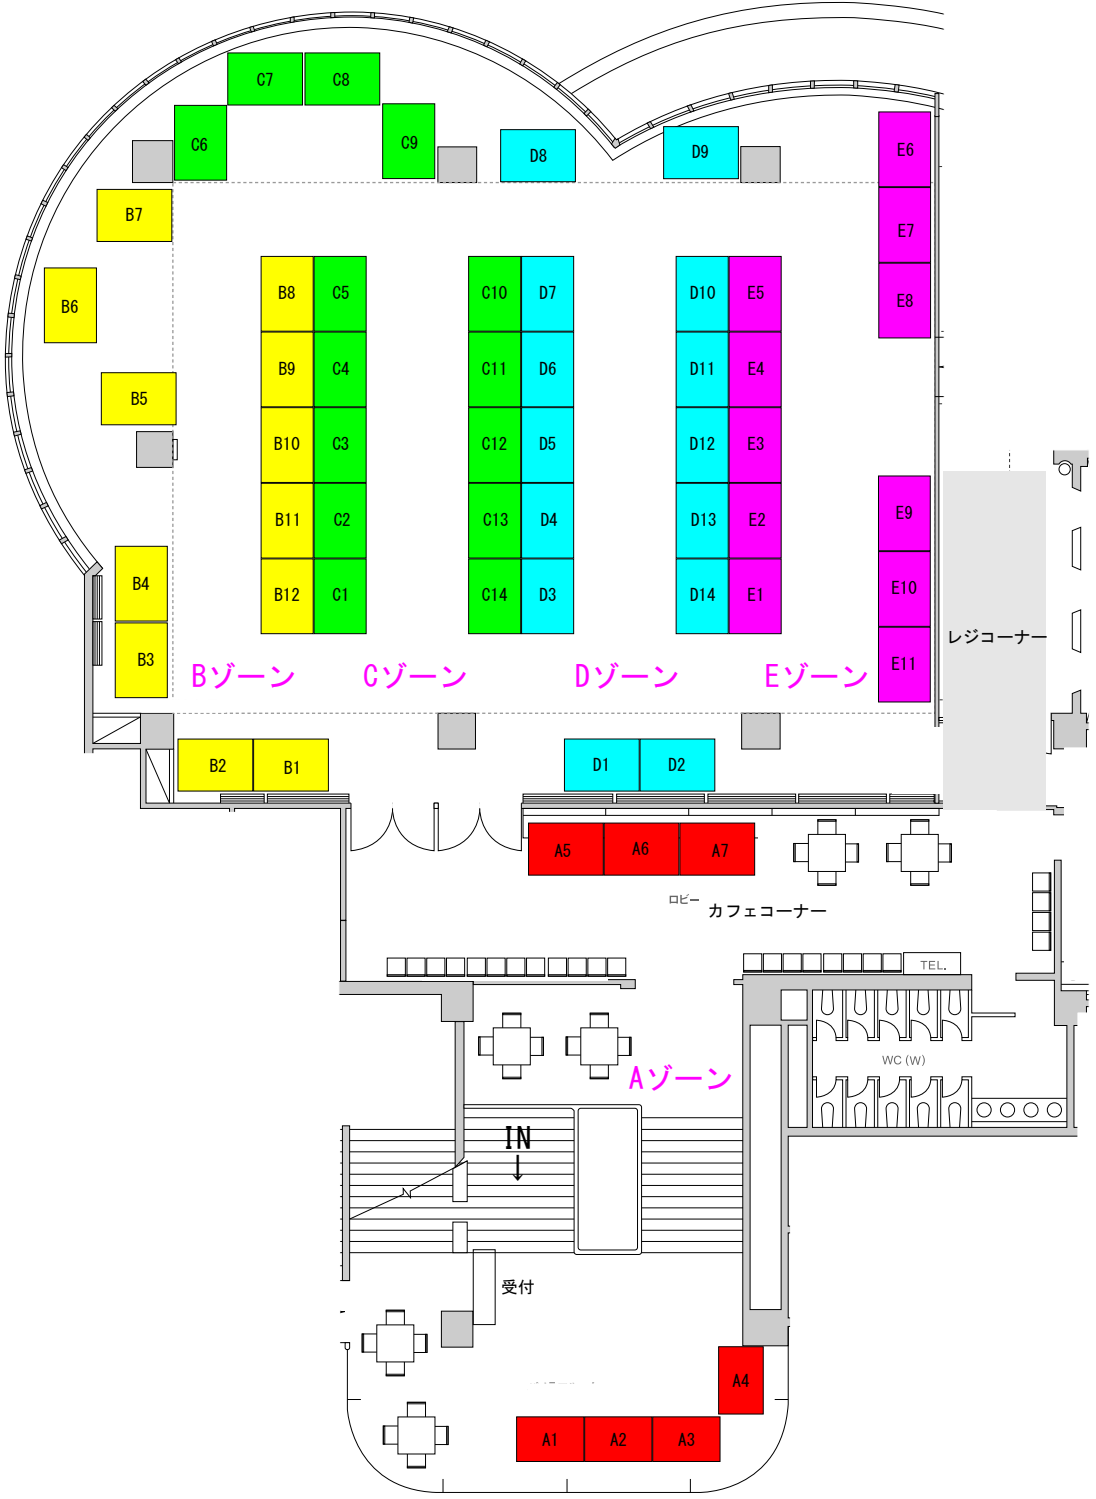 C7 C8
C6 C9
D8 D9 E6
B7 E7
B6 B8 C5 C10 D7 D10 E5 E8
B9 C4 C11 D6 D11 E4
B5
B10 C3 C12 D5 D12 E3
B11 C2 C13 D4 D13 E2 E9
B4 B12 C1 C14 D3 D14 E1 E10
レジコーナー
B3 E11
Bゾーン Cゾーン Dゾーン Eゾーン
B2 B1 D1 D2
A5 A6 A7
ロビー
カフェコーナー
TEL.
WC(W)
Aゾーン
IN
↓
受付
A4
A1 A2 A3